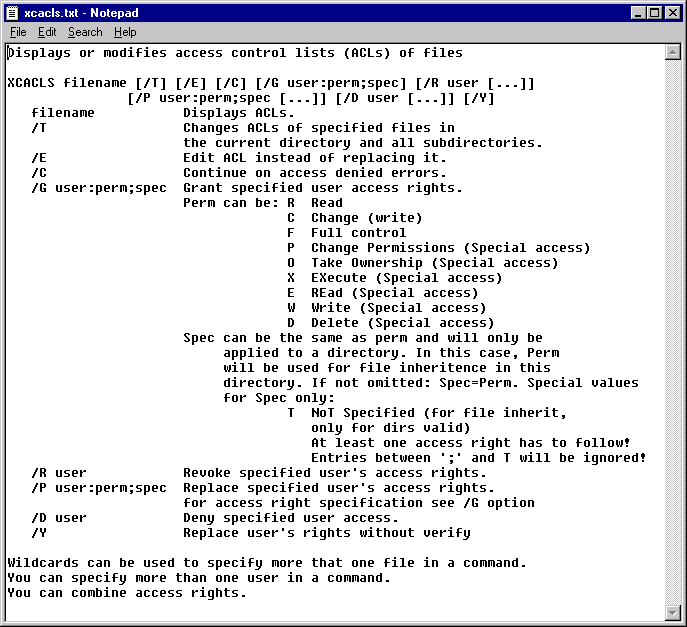 xcacls.txt - Notepad
File Edit Search Help
Displays or modifies access control lists (ACLs) of files
XCACLS filename [/T] [/E] [/C] [/G user:perm;spec] [/R user [...]]
[/P user:perm;spec [...]] [/D user [...]] [/Y]
filename Displays ACLs.
/T Changes ACLs of specified files in
the current directory and all subdirectories.
/E Edit ACL instead of replacing it.
/C Continue on access denied errors.
/G user:perm;spec Grant specified user access rights.
Perm can be: R Read
C Change (write)
F Full control
P Change Permissions (Special access)
O Take Ownership (Special access)
X EXecute (Special access)
E REad (Special access)
W Write (Special access)
D Delete (Special access)
Spec can be the same as perm and will only be
applied to a directory. In this case, Perm
will be used for file inheritence in this
directory. If not omitted: Spec=Perm. Special values
for Spec only:
T NoT Specified (for file inherit,
only for dirs valid)
At least one access right has to follow!
Entries between ';' and T will be ignored!
/R user Revoke specified user's access rights.
/P user:perm;spec Replace specified user's access rights.
for access right specification see /G option
/D user Deny specified user access.
/Y Replace user's rights without verify
Wildcards can be used to specify more that one file in a command.
You can specify more than one user in a command.
You can combine access rights.